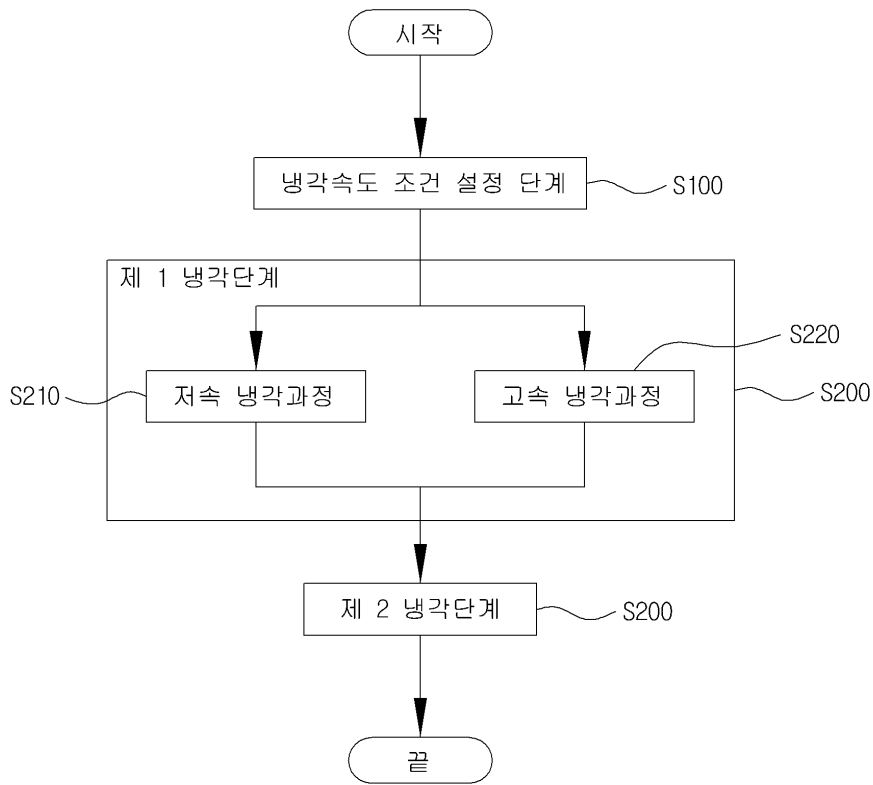 시작
냉각속도 조건 설정 단계
S100
제 1 냉각단계
S220
S210
저속 냉각과정
고속 냉각과정
S200
제 2 냉각단계
S200
끝